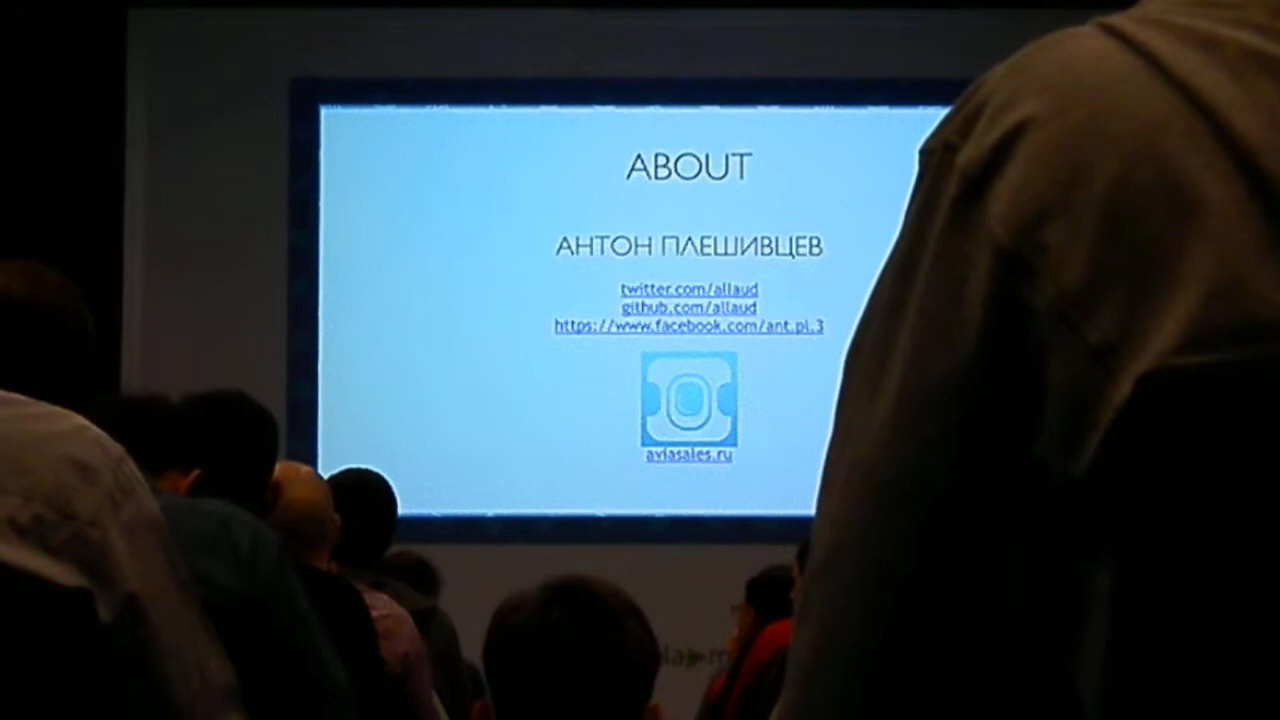 ABOUT
АНТОН ПЛЕШИВЦЕВ
twitter.com/allaud
github.com/allaud
https://www.facebook.com/ant.pl.3
aviasales.ru